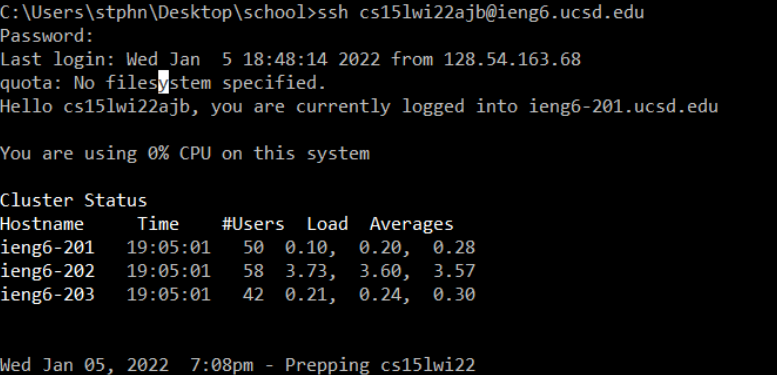 C:\Users\stphn\Desktop\school>ssh cs15lwi22ajb@ieng6.ucsd.edu
Password:
Last login: Wed Jan  5 18:48:14 2022 from 128.54.163.68
quota: No filesystem specified.
Hello cs15lwi22ajb, you are currently logged into ieng6-201.ucsd.edu
You are using 0% CPU on this system
Cluster Status
Hostname     Time    #Users  Load  Averages
ieng6-201   19:05:01   50  0.10,  0.20,  0.28
ieng6-202   19:05:01   58  3.73,  3.60,  3.57
ieng6-203   19:05:01   42  0.21,  0.24,  0.30
Wed Jan 05, 2022  7:08pm - Prepping cs15lwi22